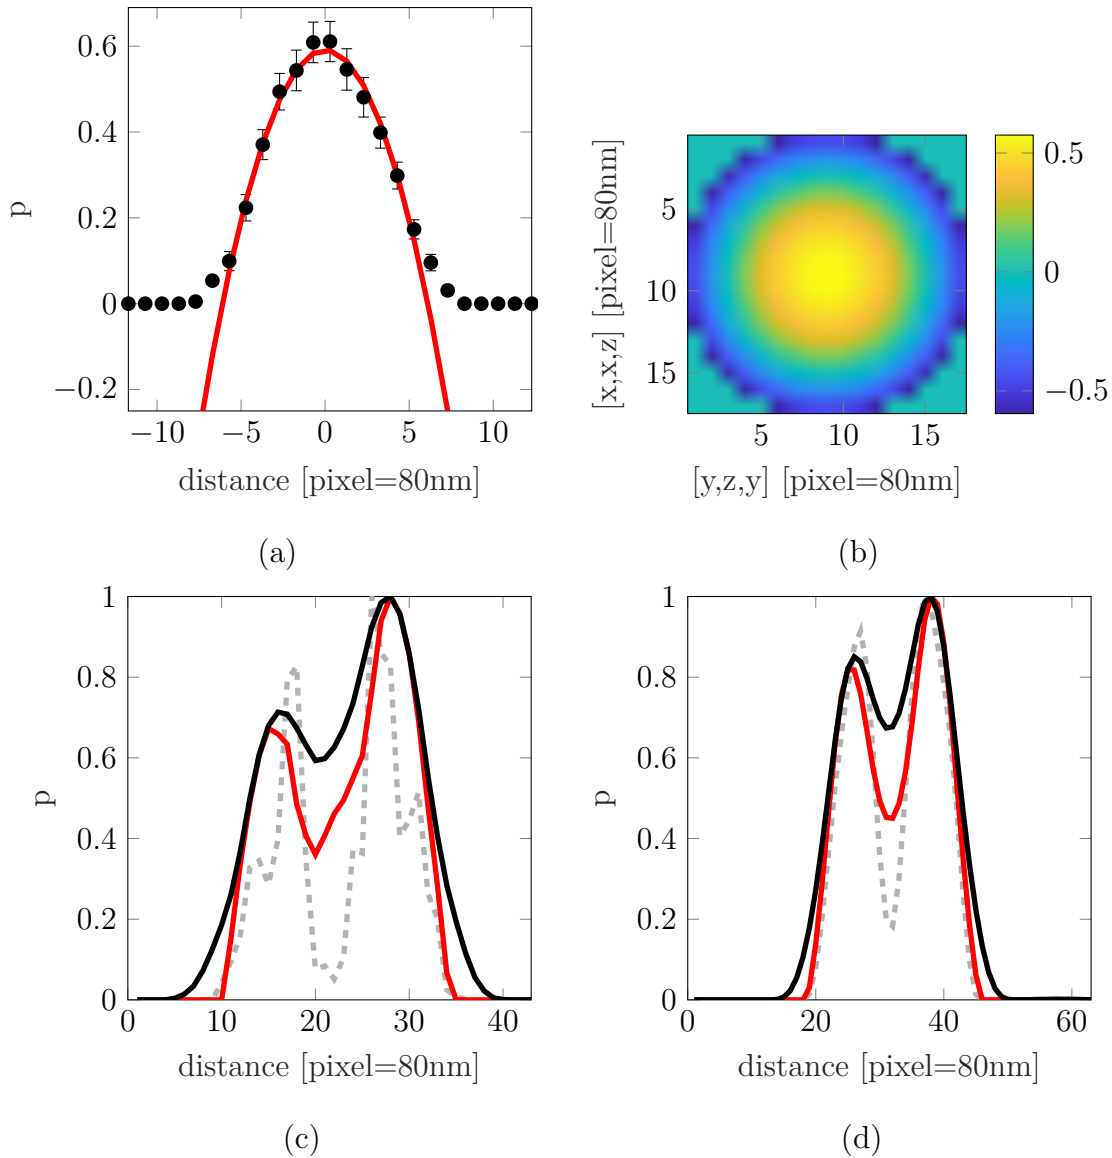 0.6
0.4
0.2
0
−0.2
p
−10 −5 0 5 10
distance [pixel=80nm]
(a)
[x,x,z] [pixel=80nm]
5
10
15
5 10 15
[y,z,y] [pixel=80nm]
0.5
0
−0.5
(b)
1
0.8
0.6
0.4
0.2
0
p
0 10 20 30 40
distance [pixel=80nm]
(c)
1
0.8
0.6
0.4
0.2
0
p
0 20 40 60
distance [pixel=80nm]
(d)